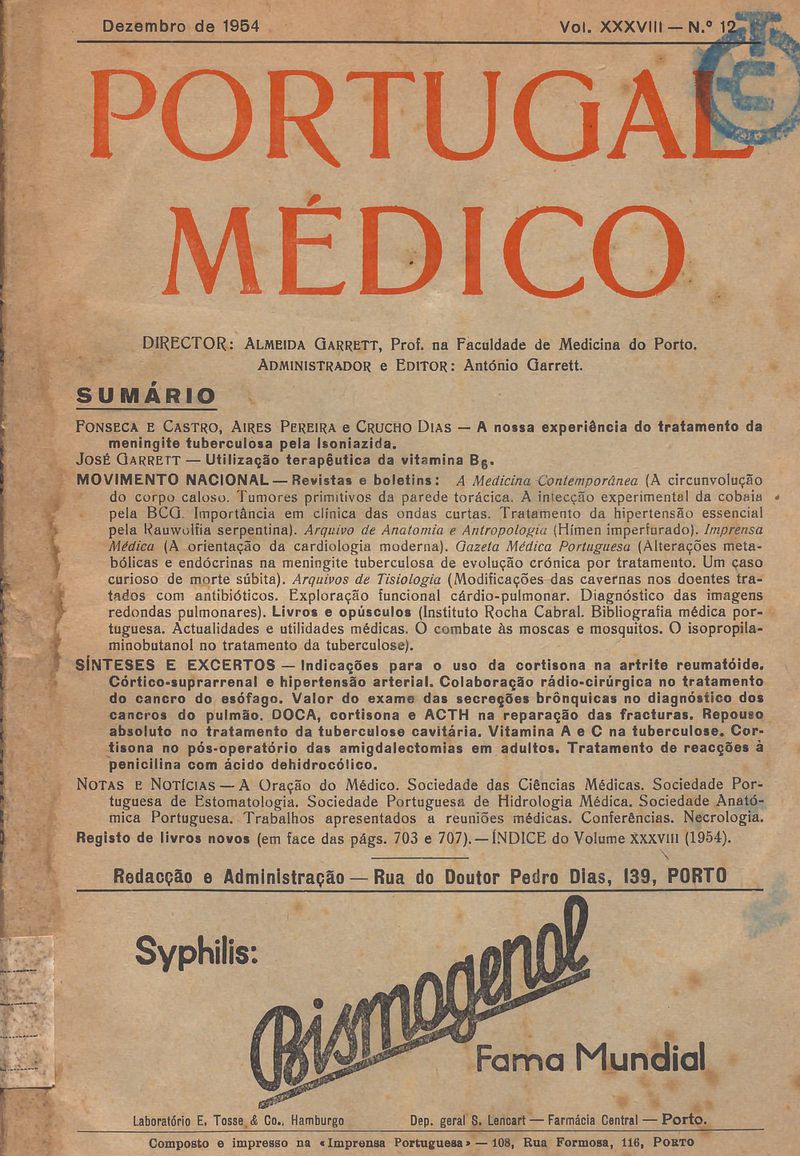 Dezembro de 1954 Vol. XXXVIII — N.º 12
PORTUGAL
MÉDICO
DIRECTOR: ALMEIDA GARRETT, Prof. na Faculdade de Medicina do Porto.
ADMINISTRADOR e EDITOR: António Garrett.
SUMÁRIO
FONSECA E CASTRO, AIRES PEREIRA e CRUCHO DIAS — A nossa experiência do tratamento da
meningite tuberculosa pela Isoniazida.
JOSÉ GARRETT — Utilização terapêutica da vitamina B6.
MOVIMENTO NACIONAL — Revistas e boletins: A Medicina Contemporânea (A circunvolução
do corpo caloso. Tumores primitivos da parede torácica. A infecção experimental da cobaia
pela BCG. Importância em clínica das ondas curtas. Tratamento da hipertensão essencial
pela Rauwolfia serpentina). Arquivo de Anatomia e Antropologia (Hímen imperfurado). Imprensa
Médica (A orientação da cardiologia moderna). Gazeta Médica Portuguesa (Alterações meta-
bólicas e endócrinas na meningite tuberculosa de evolução crónica por tratamento. Um caso
curioso de morte súbita). Arquivos de Tisiologia (Modificações das cavernas nos doentes tra-
tados com antibióticos. Exploração funcional cárdio-pulmonar. Diagnóstico das imagens
redondas pulmonares). Livros e opúsculos (Instituto Rocha Cabral. Bibliografia médica por-
tuguesa. Actualidades e utilidades médicas. O combate às moscas e mosquitos. O isopropila-
minobutanol no tratamento da tuberculose).
SÍNTESES E EXCERTOS — Indicações para o uso da cortisona na artrite reumatóide.
Córtico-suprarrenal e hipertensão arterial. Colaboração rádio-cirúrgica no tratamento
do cancro do esófago. Valor do exame das secreções brônquicas no diagnóstico dos
cancros do pulmão. DOCA, cortisona e ACTH na reparação das fracturas. Repouso
absoluto no tratamento da tuberculose cavitária. Vitamina A e C na tuberculose. Cor-
tisona no pós-operatório das amigdalectomias em adultos. Tratamento de reacções à
penicilina com ácido dehidrocólico.
NOTAS E NOTÍCIAS — A Oração do Médico. Sociedade das Ciências Médicas. Sociedade Por-
tuguesa de Estomatologia. Sociedade Portuguesa de Hidrologia Médica. Sociedade Anató-
mica Portuguesa. Trabalhos apresentados a reuniões médicas. Conferências. Necrologia.
Registo de livros novos (em face das págs. 703 e 707). — ÍNDICE do Volume XXXVIII (1954).
Redacção e Administração — Rua do Doutor Pedro Dias, 139, PORTO
Syphilis:
Bismogenol
Fama Mundial
Laboratório E. Tosse & Co., Hamburgo Dep. geral S. Lencart — Farmácia Central — Porto.
Composto e impresso na «Imprensa Portuguesa» — 108, Rua Formosa, 116, PORTO